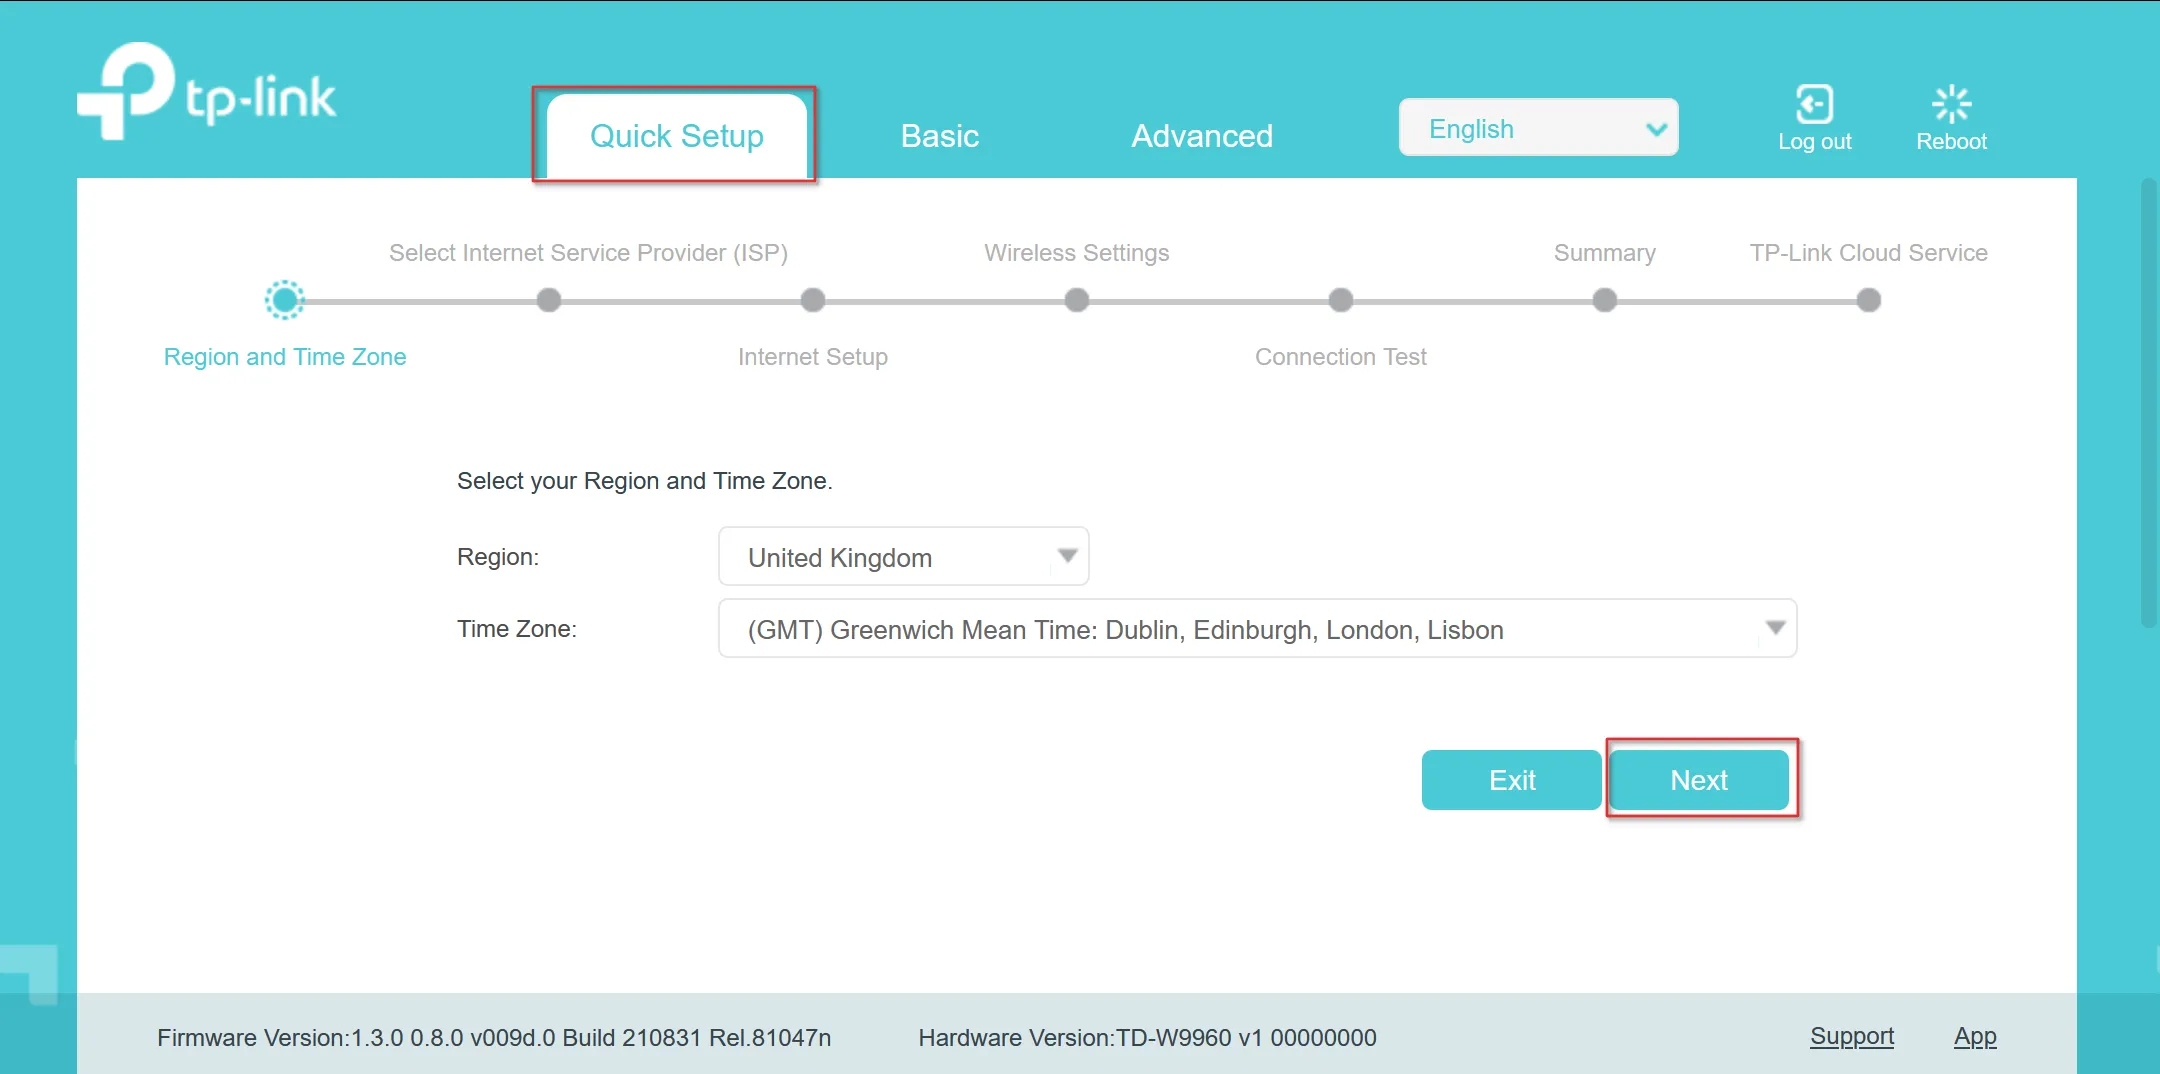 tp-link
Quick Setup
Basic
Advanced
English
Log out
Reboot
Select Internet Service Provider (ISP)
Wireless Settings
Summary
TP-Link Cloud Service
Region and Time Zone
Internet Setup
Connection Test
Select your Region and Time Zone.
Region:
United Kingdom
Time Zone:
(GMT) Greenwich Mean Time: Dublin, Edinburgh, London, Lisbon
Exit
Next
Firmware Version:1.3.0 0.8.0 v009d.0 Build 210831 Rel.81047n
Hardware Version:TD-W9960 v1 00000000
Support
App